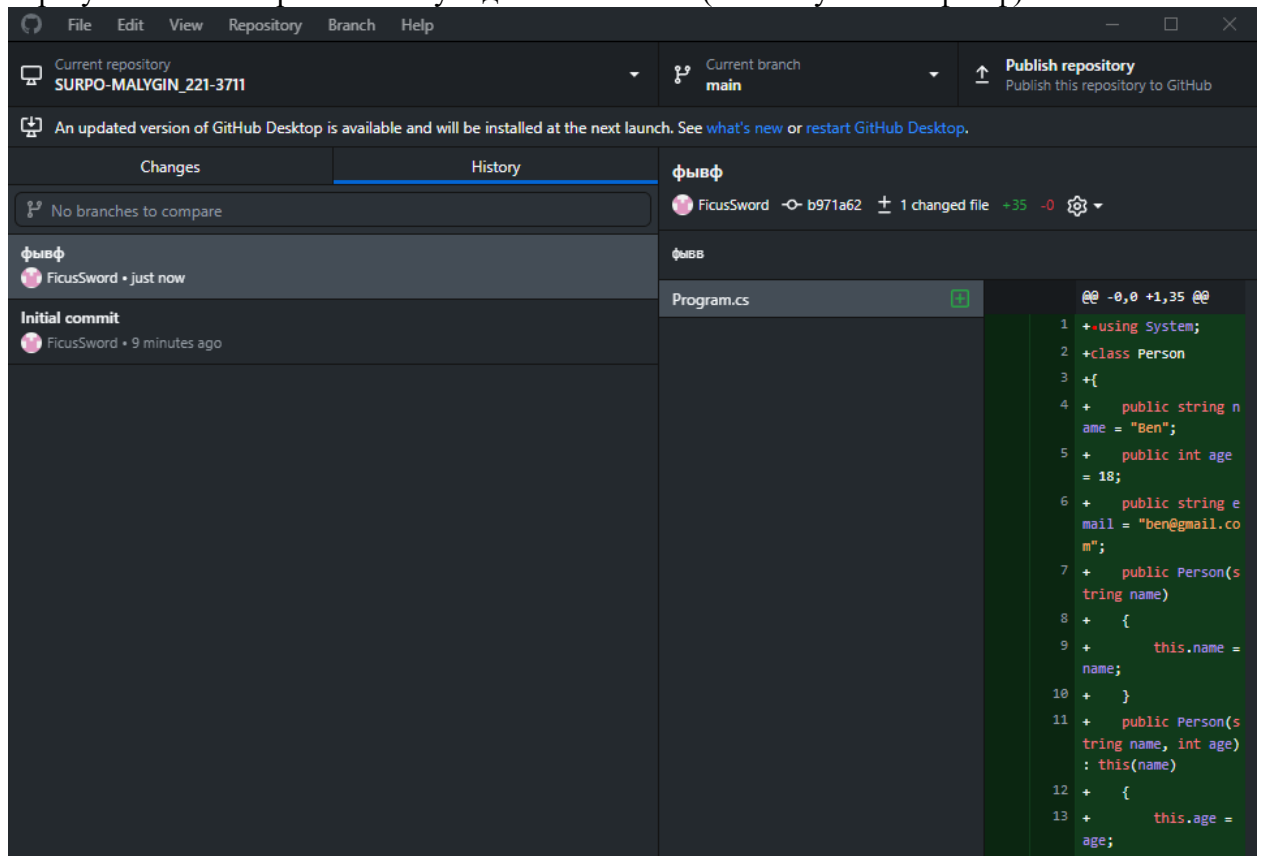 File Edit View Repository Branch Help
Current repository
SURPO-MALYGIN_221-3711
Current branch
main
Publish repository
Publish this repository to GitHub
An updated version of GitHub Desktop is available and will be installed at the next launch. See what's new or restart GitHub Desktop.
Changes
History
No branches to compare
фывф
FicusSword • just now
Initial commit
FicusSword • 9 minutes ago
фывф
FicusSword b971a62 1 changed file +35 -0
фывв
Program.cs
@@ -0,0 +1,35 @@
1 + using System;
2 +class Person
3 +{
4 + public string n
ame = "Ben";
5 + public int age
= 18;
6 + public string e
mail = "ben@gmail.co
m";
7 + public Person(s
tring name)
8 + {
9 + this.name =
name;
10 + }
11 + public Person(s
tring name, int age)
: this(name)
12 + {
13 + this.age =
age;